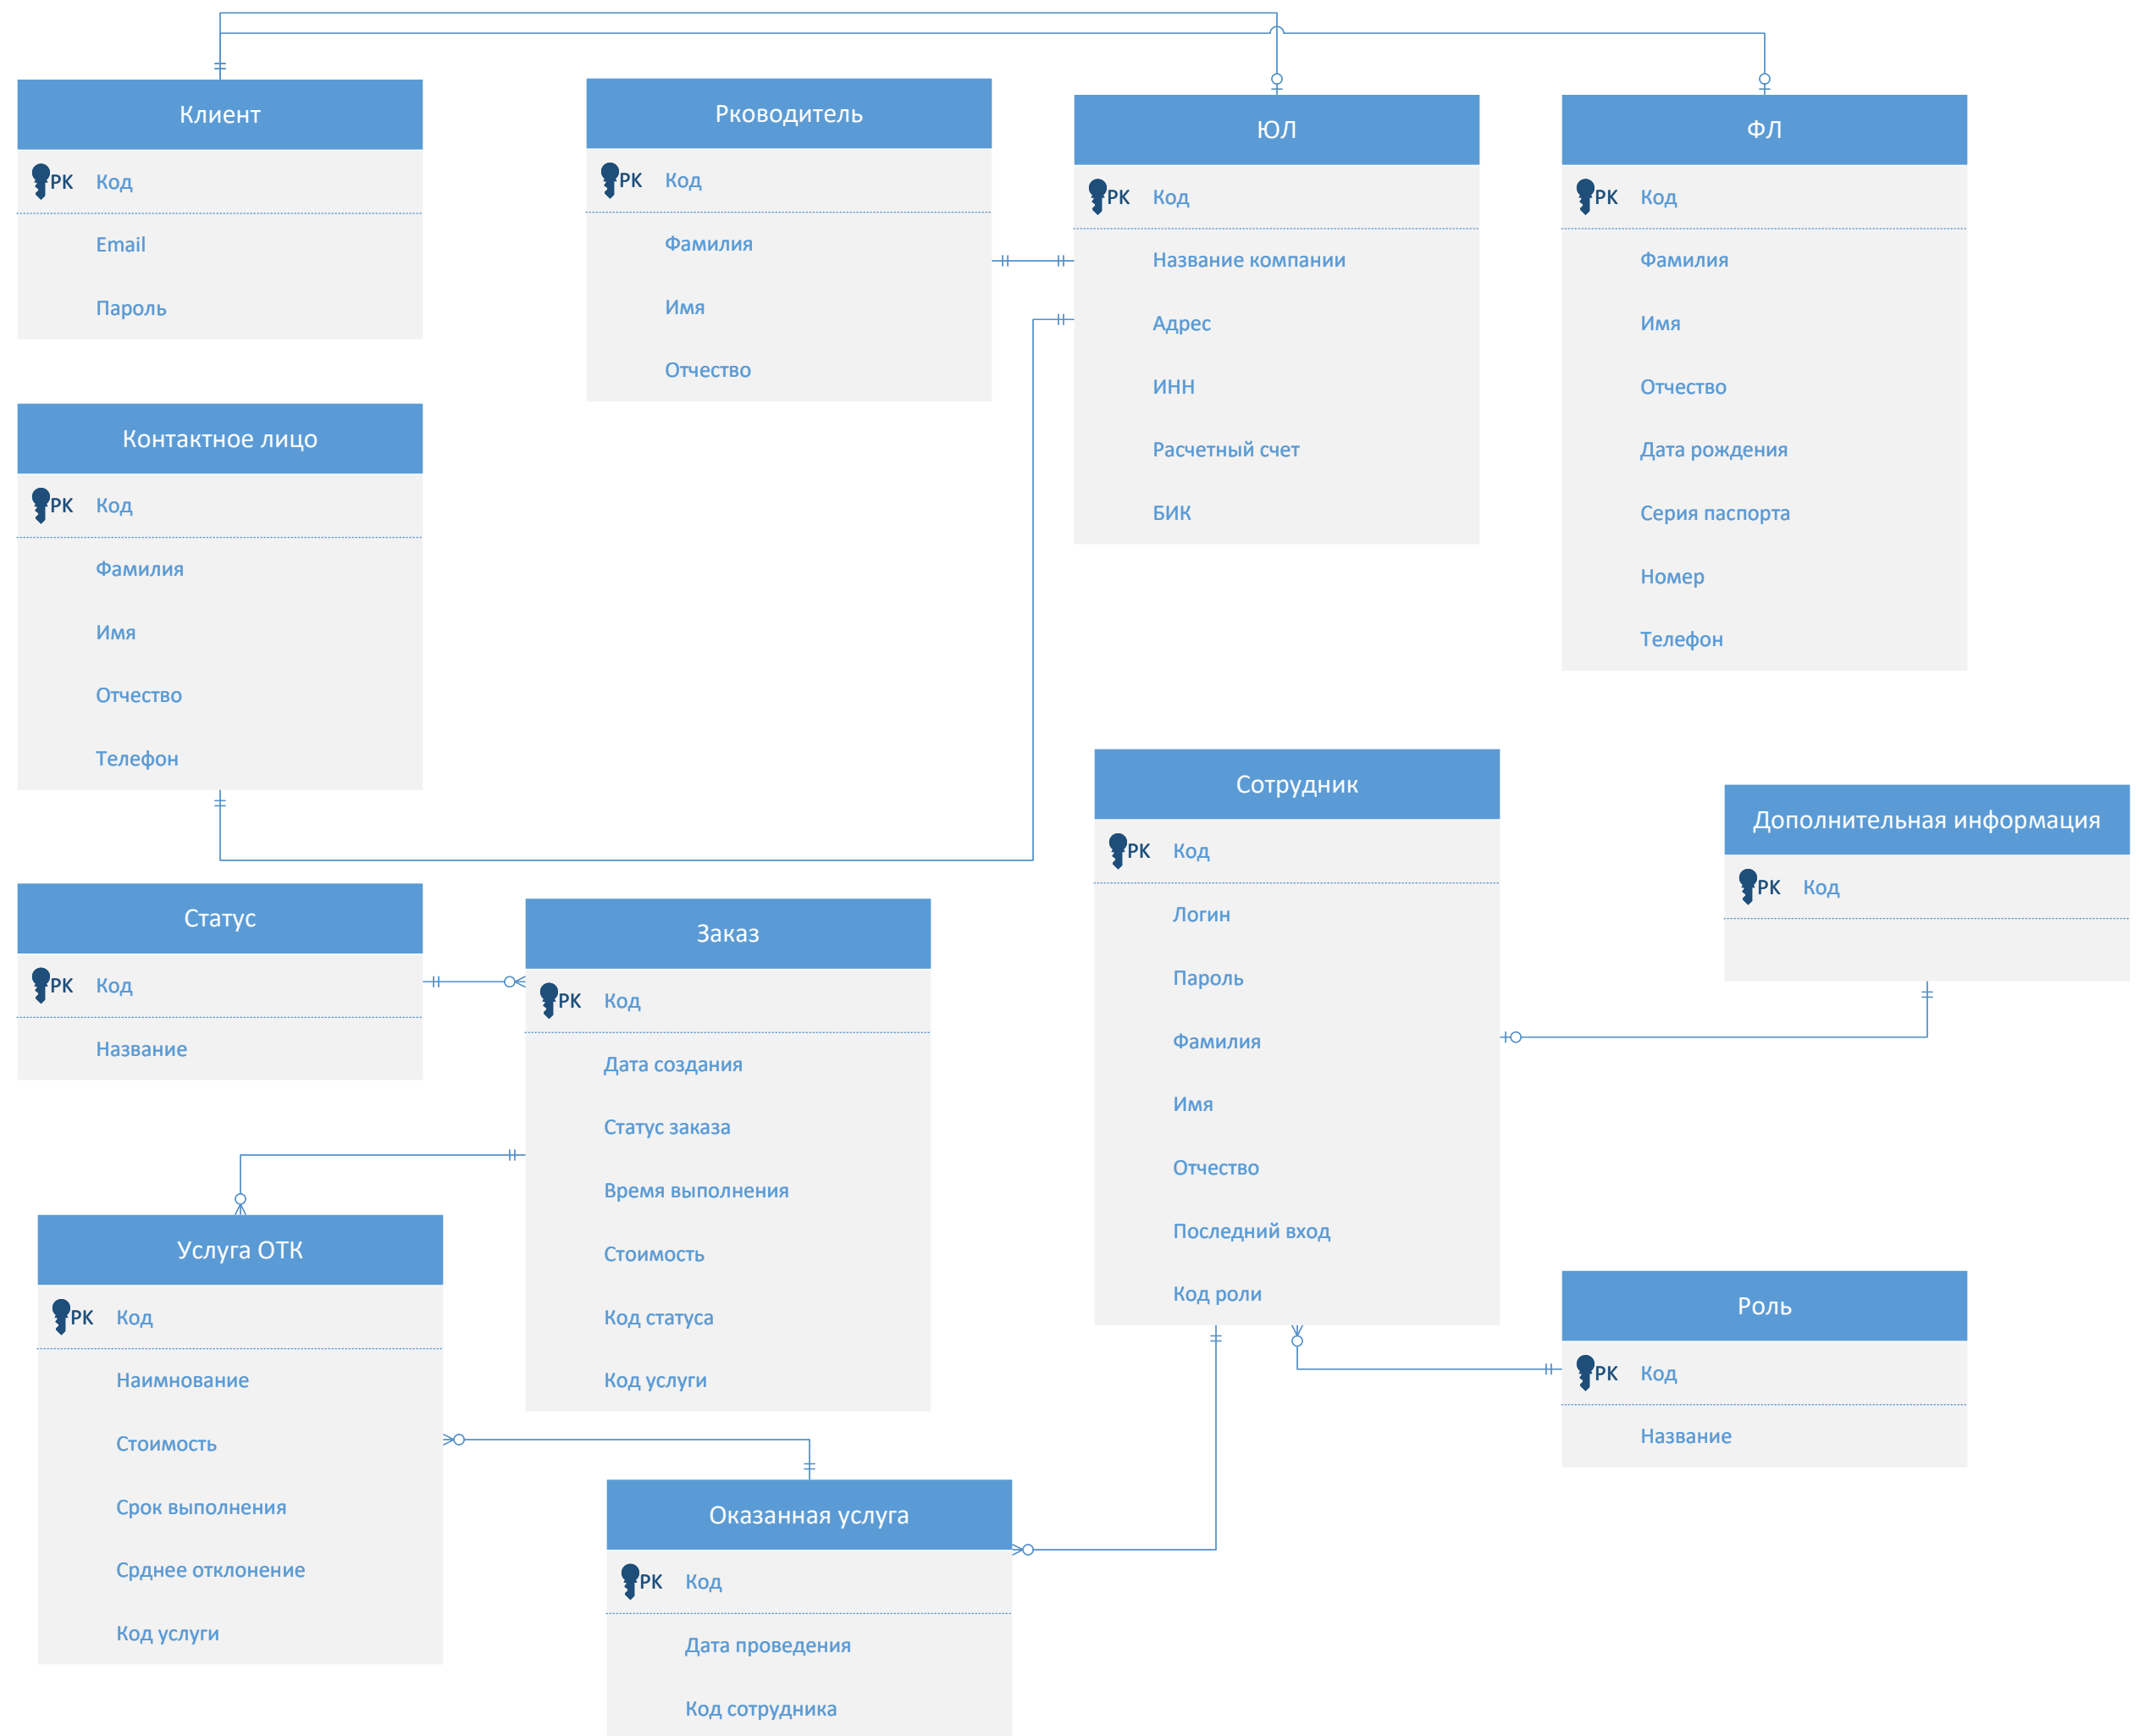 Клиент
PK Код
Email
Пароль
Рководитель
PK Код
Фамилия
Имя
Отчество
ЮЛ
PK Код
Название компании
Адрес
ИНН
Расчетный счет
БИК
ФЛ
PK Код
Фамилия
Имя
Отчество
Дата рождения
Серия паспорта
Номер
Телефон
Контактное лицо
PK Код
Фамилия
Имя
Отчество
Телефон
Сотрудник
PK Код
Логин
Пароль
Фамилия
Имя
Отчество
Последний вход
Код роли
Дополнительная информация
PK Код
Статус
PK Код
Название
Заказ
PK Код
Дата создания
Статус заказа
Время выполнения
Стоимость
Код статуса
Код услуги
Услуга ОТК
PK Код
Наимнование
Стоимость
Срок выполнения
Срднее отклонение
Код услуги
Роль
PK Код
Название
Оказанная услуга
PK Код
Дата проведения
Код сотрудника